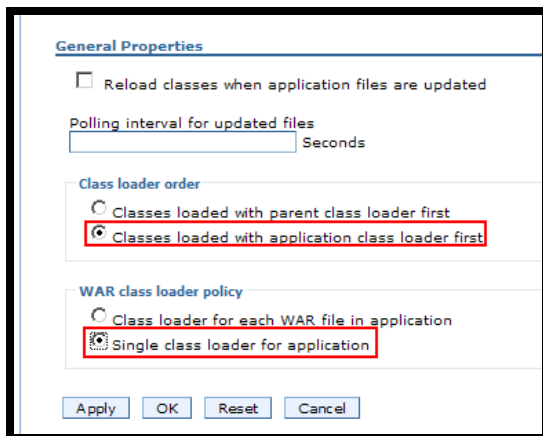 General Properties
Reload classes when application files are updated
Polling interval for updated files
Seconds
Class loader order
Classes loaded with parent class loader first
Classes loaded with application class loader first
WAR class loader policy
Class loader for each WAR file in application
Single class loader for application
Apply OK Reset Cancel